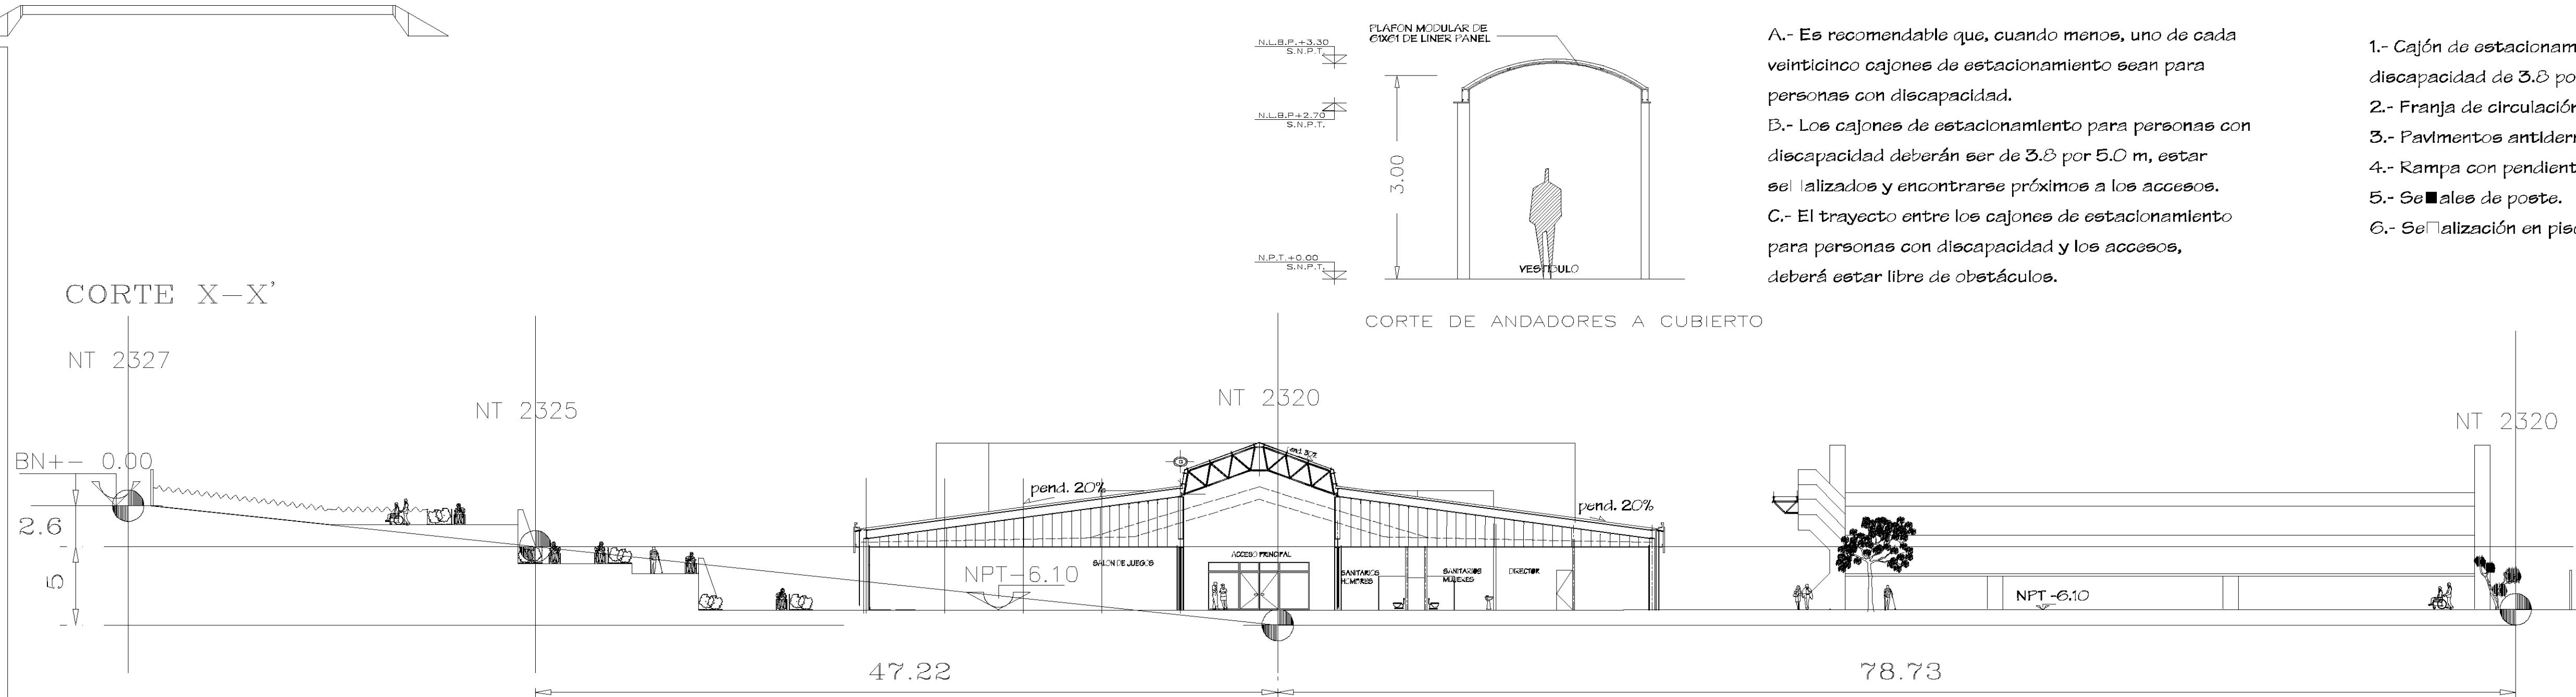 N.L.B.P.+3.30
S.N.P.T.
N.L.B.P+2.70
S.N.P.T.
N.P.T.+0.00
S.N.P.T.
PLAFON MODULAR DE
61X61 DE LINER PANEL
3.00
VESTIBULO
CORTE DE ANDADORES A CUBIERTO
A.- Es recomendable que, cuando menos, uno de cada
veinticinco cajones de estacionamiento sean para
personas con discapacidad.
B.- Los cajones de estacionamiento para personas con
discapacidad deberán ser de 3.8 por 5.0 m, estar
se□alizados y encontrarse próximos a los accesos.
C.- El trayecto entre los cajones de estacionamiento
para personas con discapacidad y los accesos,
deberá estar libre de obstáculos.
1.- Cajón de estacionam
discapacidad de 3.8 po
2.- Franja de circulación
3.- Pavimentos antiderr
4.- Rampa con pendient
5.- Se■ales de poste.
6.- Se□alización en pis
CORTE X-X'
NT 2327
NT 2325
NT 2320
NT 2320
BN+- 0.00
2.6
5
pend. 20%
pend. 20%
SALON DE JUEGOS
NPT-6.10
ACCESO PRINCIPAL
SANITARIOS
HOMBRES
SANITARIOS
MUJERES
DIRECTOR
NPT -6.10
47.22
78.73